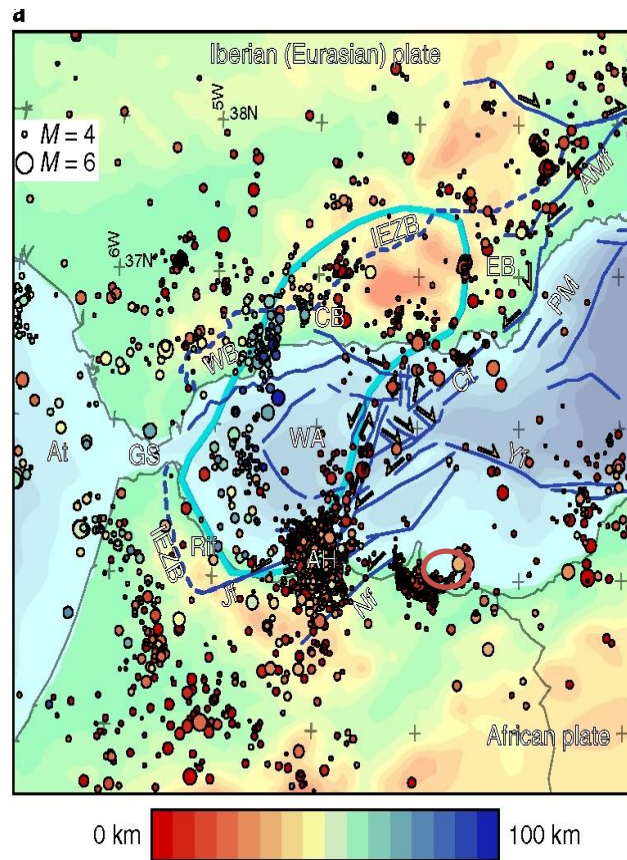 d
Iberian (Eurasian) plate
5W
38N
M = 4
M = 6
AMf
6W
37N
IEZB
EB
PM
CB
WB
Cf
WA
At
GS
Yf
IEZB
Rif
AH
Jf
Nf
African plate
0 km
100 km